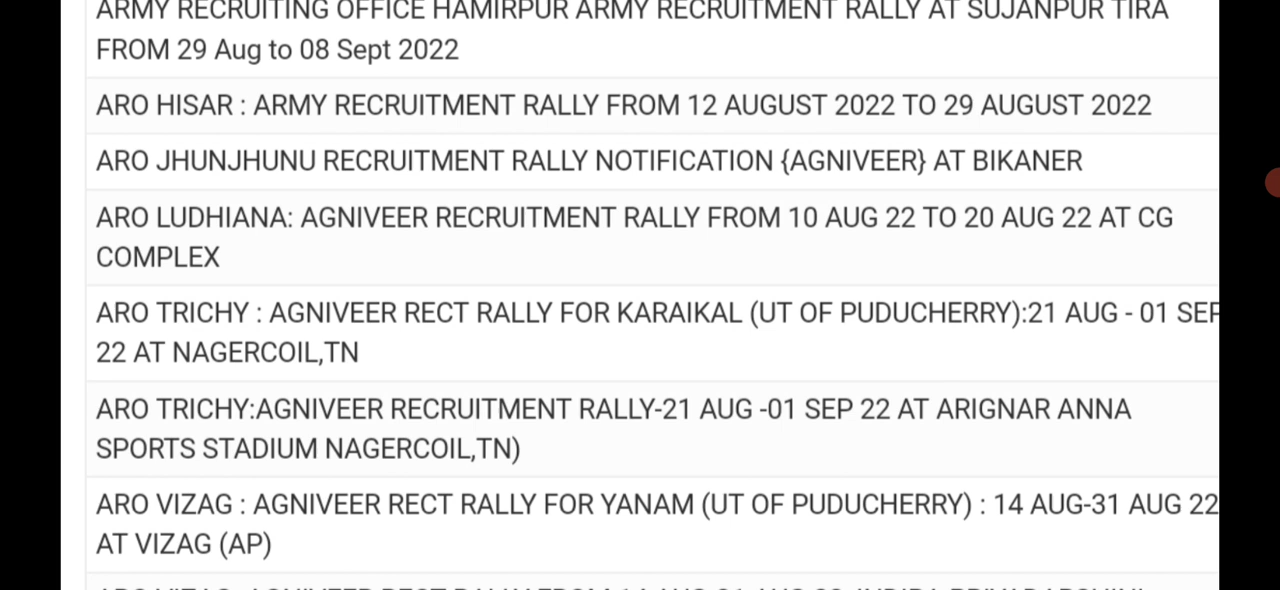 ARMY RECRUITING OFFICE HAMIRPUR ARMY RECRUITMENT RALLY AT SUJANPUR TIRA
FROM 29 Aug to 08 Sept 2022
ARO HISAR : ARMY RECRUITMENT RALLY FROM 12 AUGUST 2022 TO 29 AUGUST 2022
ARO JHUNJHUNU RECRUITMENT RALLY NOTIFICATION {AGNIVEER} AT BIKANER
ARO LUDHIANA: AGNIVEER RECRUITMENT RALLY FROM 10 AUG 22 TO 20 AUG 22 AT CG
COMPLEX
ARO TRICHY : AGNIVEER RECT RALLY FOR KARAIKAL (UT OF PUDUCHERRY):21 AUG - 01 SEP
22 AT NAGERCOIL,TN
ARO TRICHY:AGNIVEER RECRUITMENT RALLY-21 AUG -01 SEP 22 AT ARIGNAR ANNA
SPORTS STADIUM NAGERCOIL,TN)
ARO VIZAG : AGNIVEER RECT RALLY FOR YANAM (UT OF PUDUCHERRY) : 14 AUG-31 AUG 22
AT VIZAG (AP)